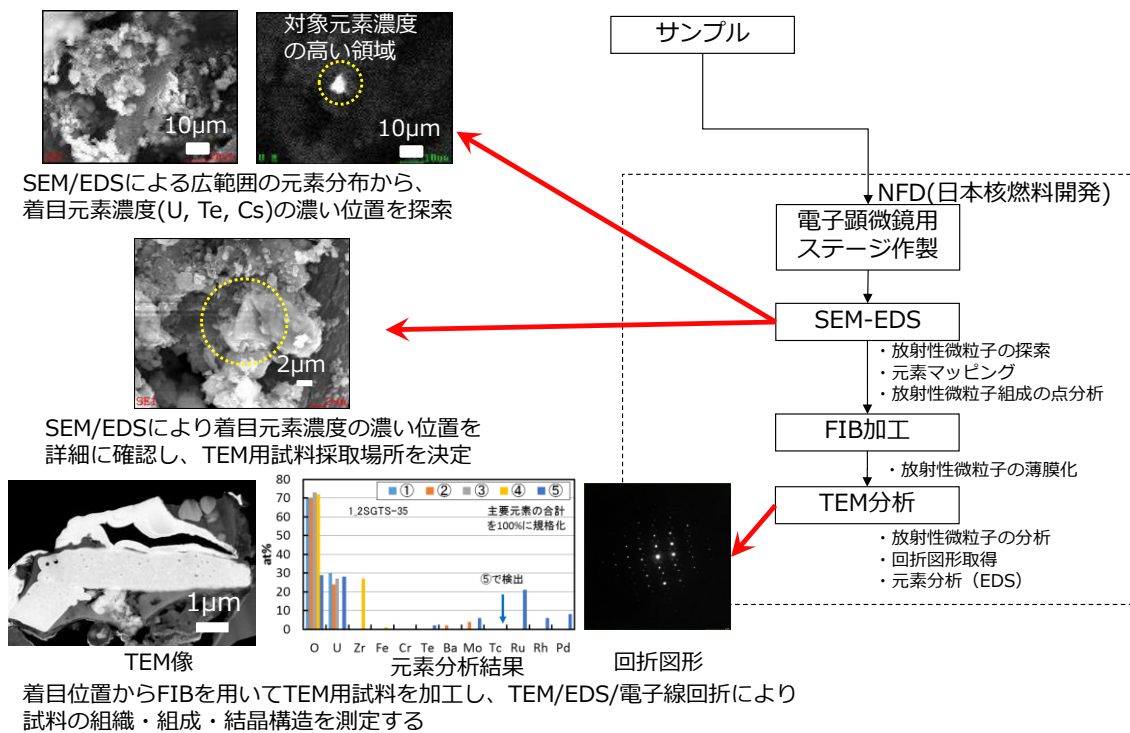 対象元素濃度
の高い領域
10μm
10μm
SEM/EDSによる広範囲の元素分布から、
着目元素濃度(U, Te, Cs)の濃い位置を探索
2μm
SEM/EDSにより着目元素濃度の濃い位置を
詳細に確認し、TEM用試料採取場所を決定
サンプル
NFD(日本核燃料開発)
電子顕微鏡用
ステージ作製
SEM-EDS
・放射性微粒子の探索
・元素マッピング
・放射性微粒子組成の点分析
FIB加工
・放射性微粒子の薄膜化
TEM分析
・放射性微粒子の分析
・回折図形取得
・元素分析（EDS）
1μm
TEM像
at%
80
70
60
50
40
30
20
10
0
① ② ③ ④ ⑤
1_2SGTS-35
主要元素の合計
を100%に規格化
⑤で検出
O U Zr Fe Cr Te Ba Mo Tc Ru Rh Pd
元素分析結果
回折図形
着目位置からFIBを用いてTEM用試料を加工し、TEM/EDS/電子線回折により
試料の組織・組成・結晶構造を測定する